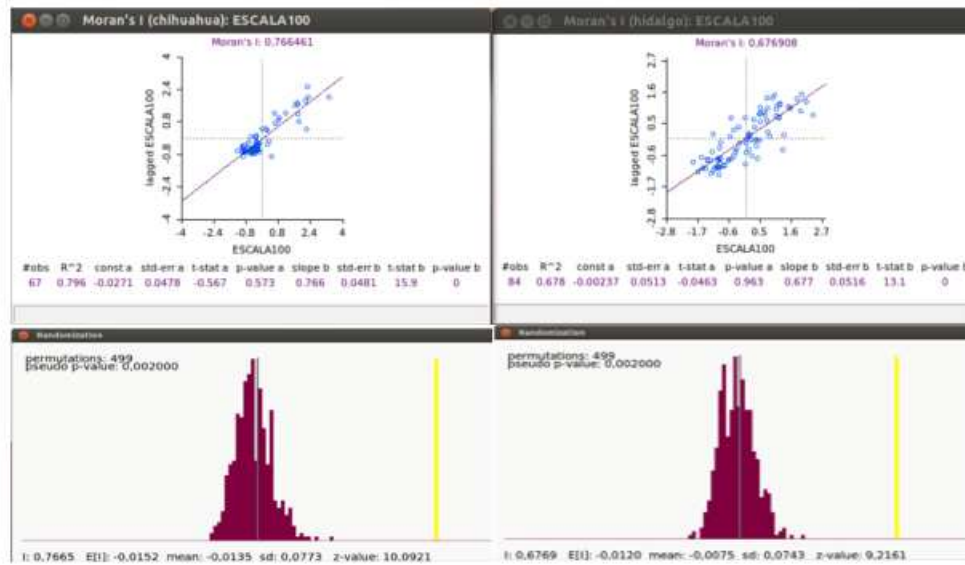 Moran's I (chihuahua): ESCALA100
Moran's I: 0,766461
lagged ESCALA100
4
2.4
0.8
-0.8
-2.4
-4
-4 -2.4 -0.8 0.8 2.4 4
ESCALA100
#obs R^2 const a std-err a t-stat a p-value a slope b std-err b t-stat b p-value b
67 0.796 -0.0271 0.0478 -0.567 0.573 0.766 0.0481 15.9 0
Moran's I (hidalgo): ESCALA100
Moran's I: 0,676908
lagged ESCALA100
2.7
1.6
0.5
-0.6
-1.7
-2.8
-2.8 -1.7 -0.6 0.5 1.6 2.7
ESCALA100
#obs R^2 const a std-err a t-stat a p-value a slope b std-err b t-stat b p-value b
84 0.678 -0.00237 0.0513 -0.0463 0.963 0.677 0.0516 13.1 0
Randomization
permutations: 499
pseudo p-value: 0,002000
I: 0,7665 E[I]: -0,0152 mean: -0,0135 sd: 0,0773 z-value: 10,0921
Randomization
permutations: 499
pseudo p-value: 0,002000
I: 0,6769 E[I]: -0,0120 mean: -0,0075 sd: 0,0743 z-value: 9,2161